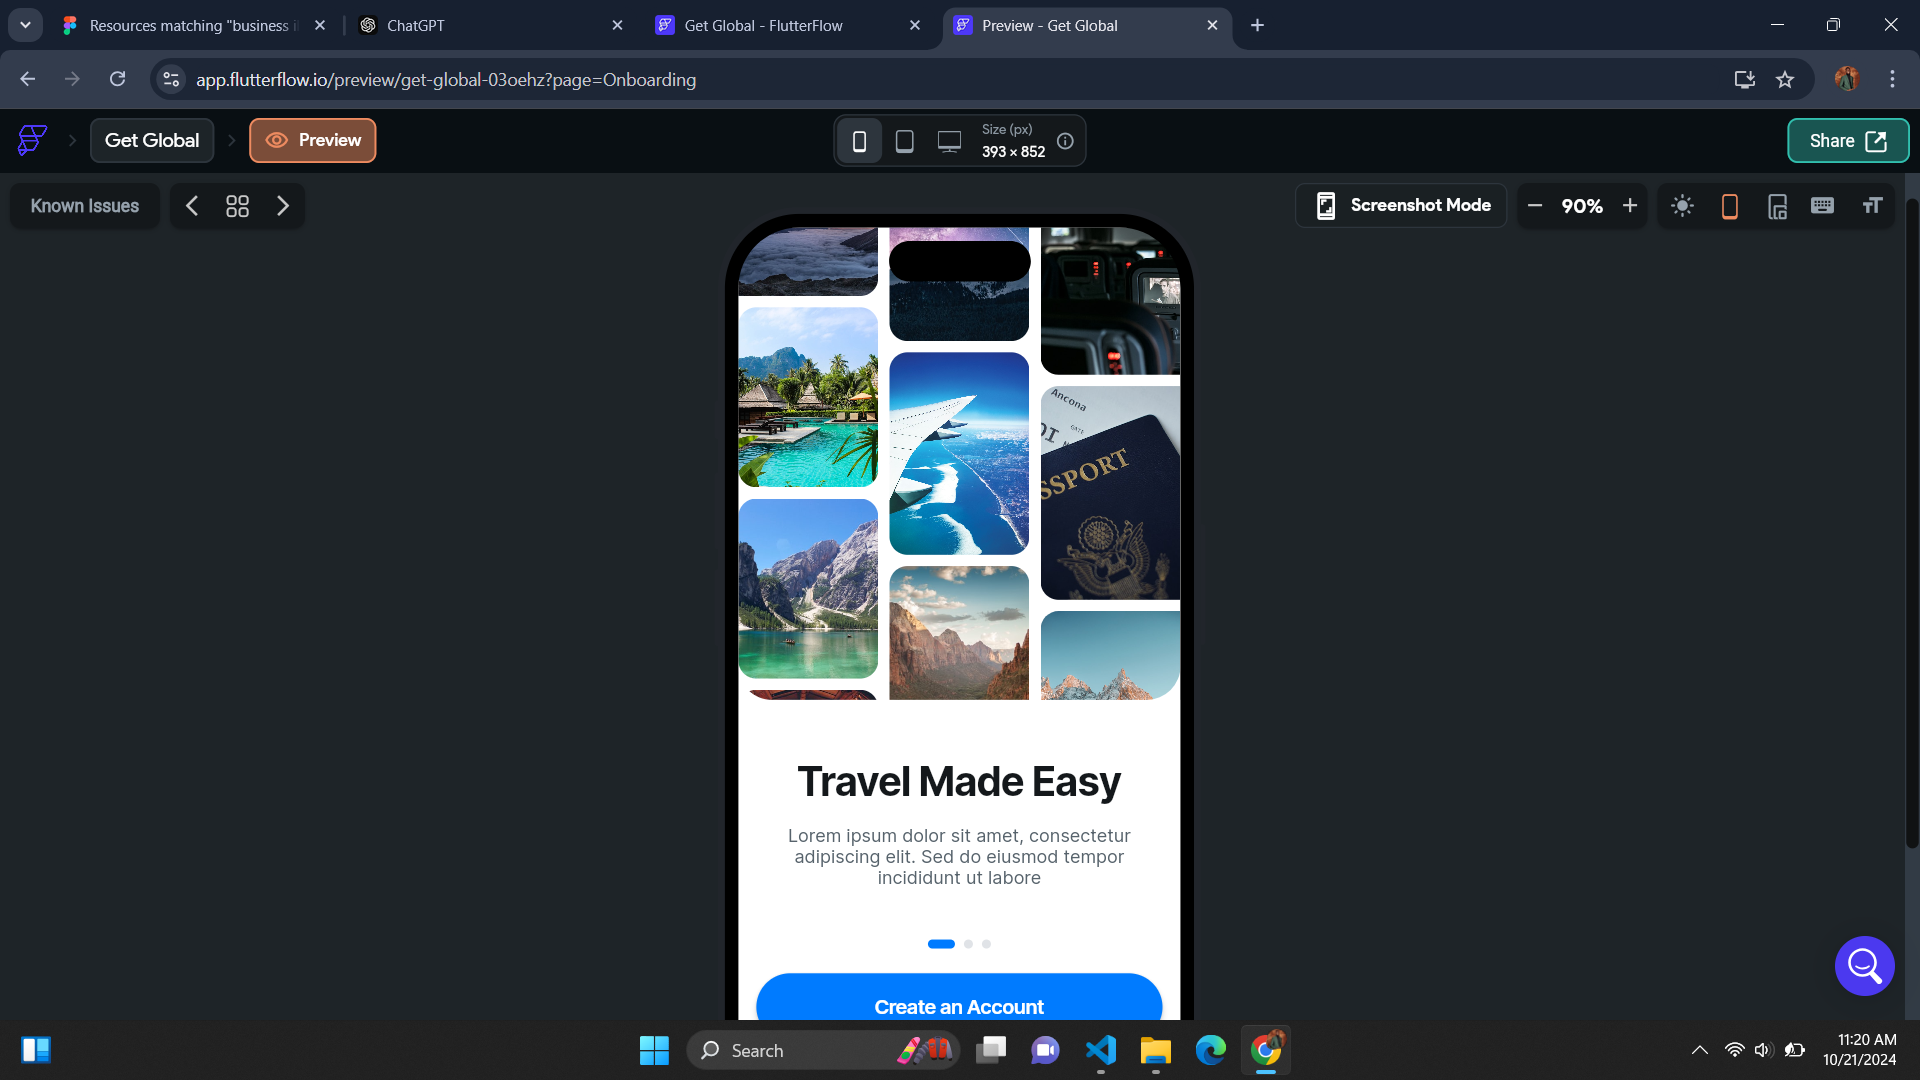 Resources matching "business i
ChatGPT
Get Global - FlutterFlow
Preview - Get Global
app.flutterflow.io/preview/get-global-03oehz?page=Onboarding
Get Global
Preview
Size (px)
393 × 852
Share
Known Issues
Screenshot Mode
90%
Ancona
GATE
SSPORT
Travel Made Easy
Lorem ipsum dolor sit amet, consectetur
adipiscing elit. Sed do eiusmod tempor
incididunt ut labore
Create an Account
Search
11:20 AM
10/21/2024